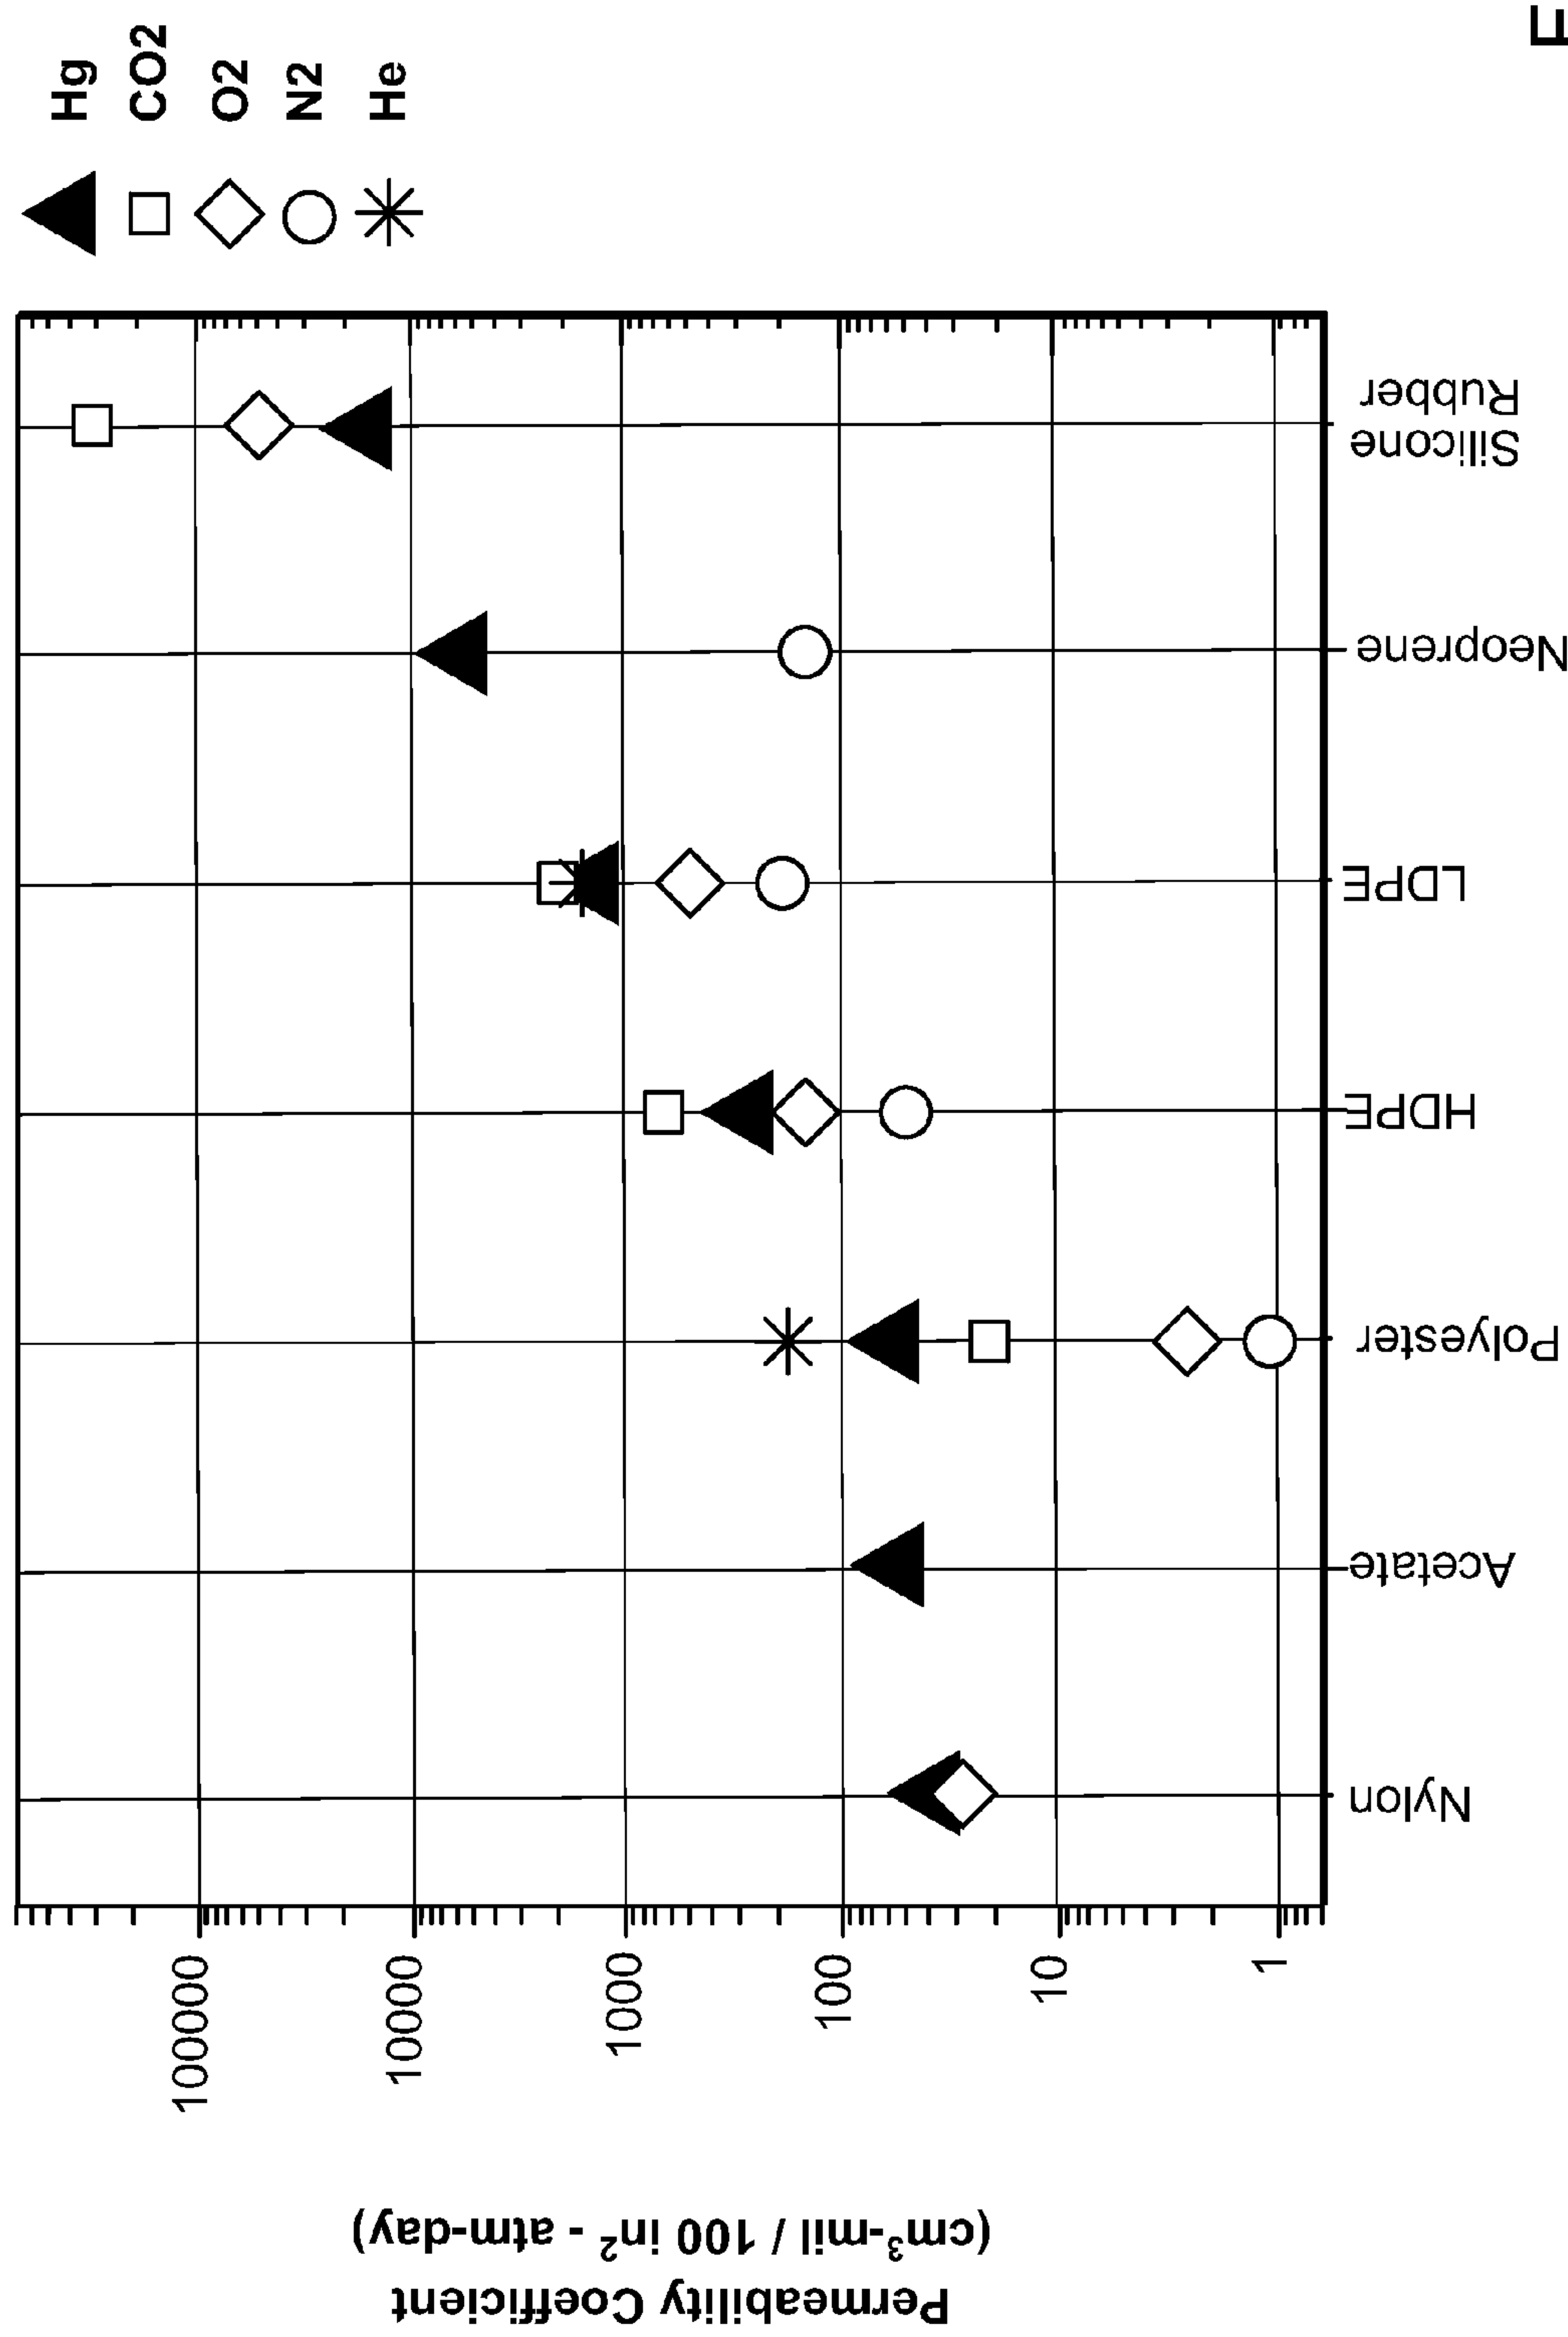 Hg
CO2
O2
N2
He
100000
10000
1000
100
10
1
Permeability Coefficient
(cm³-mil / 100 in² - atm-day)
Nylon
Acetate
Polyester
HDPE
LDPE
Neoprene
Silicone
Rubber